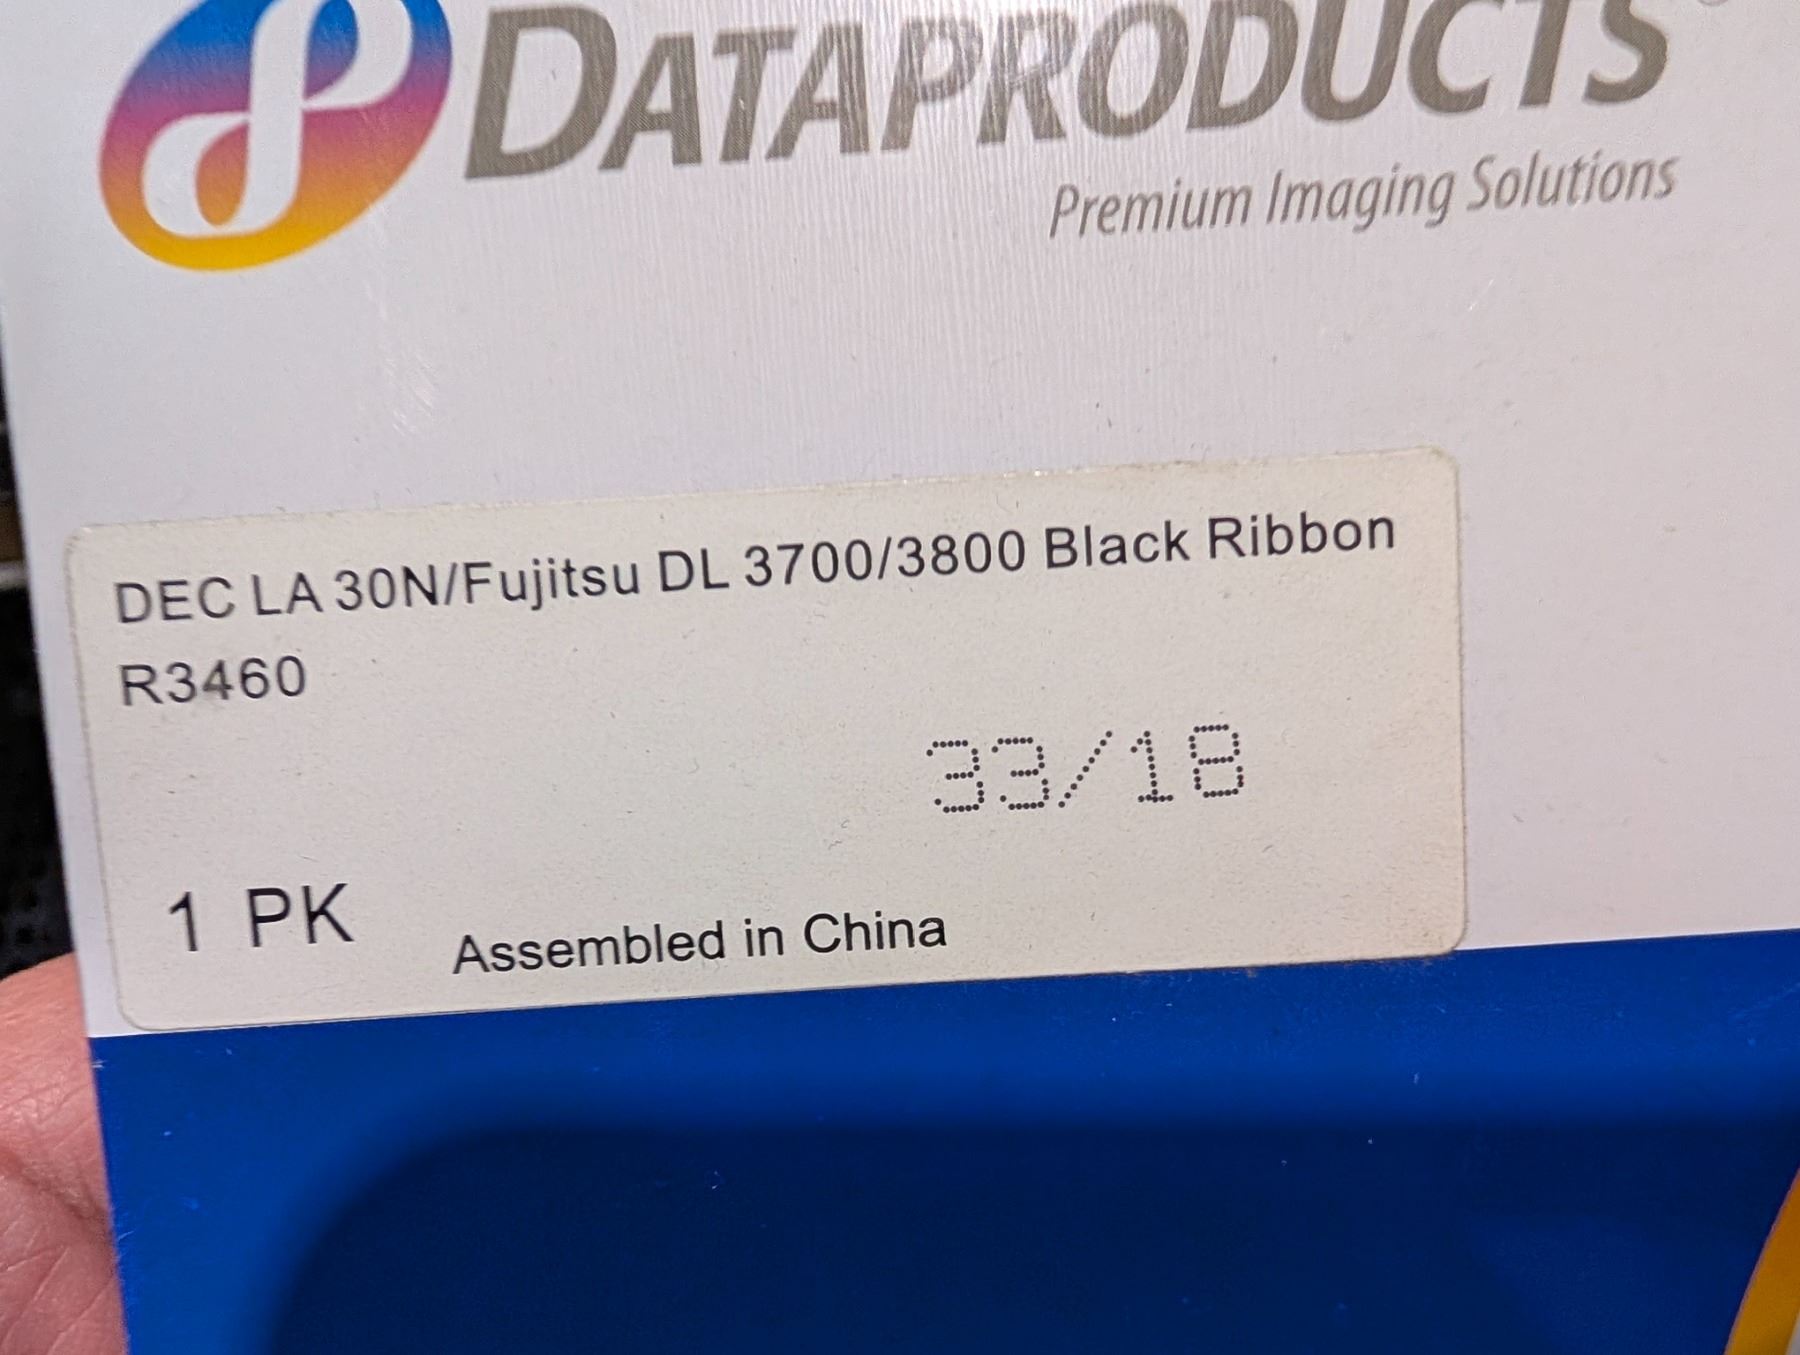 DATAPRODUCTS
Premium Imaging Solutions
DEC LA 30N/Fujitsu DL 3700/3800 Black Ribbon
R3460
33/18
1 PK
Assembled in China